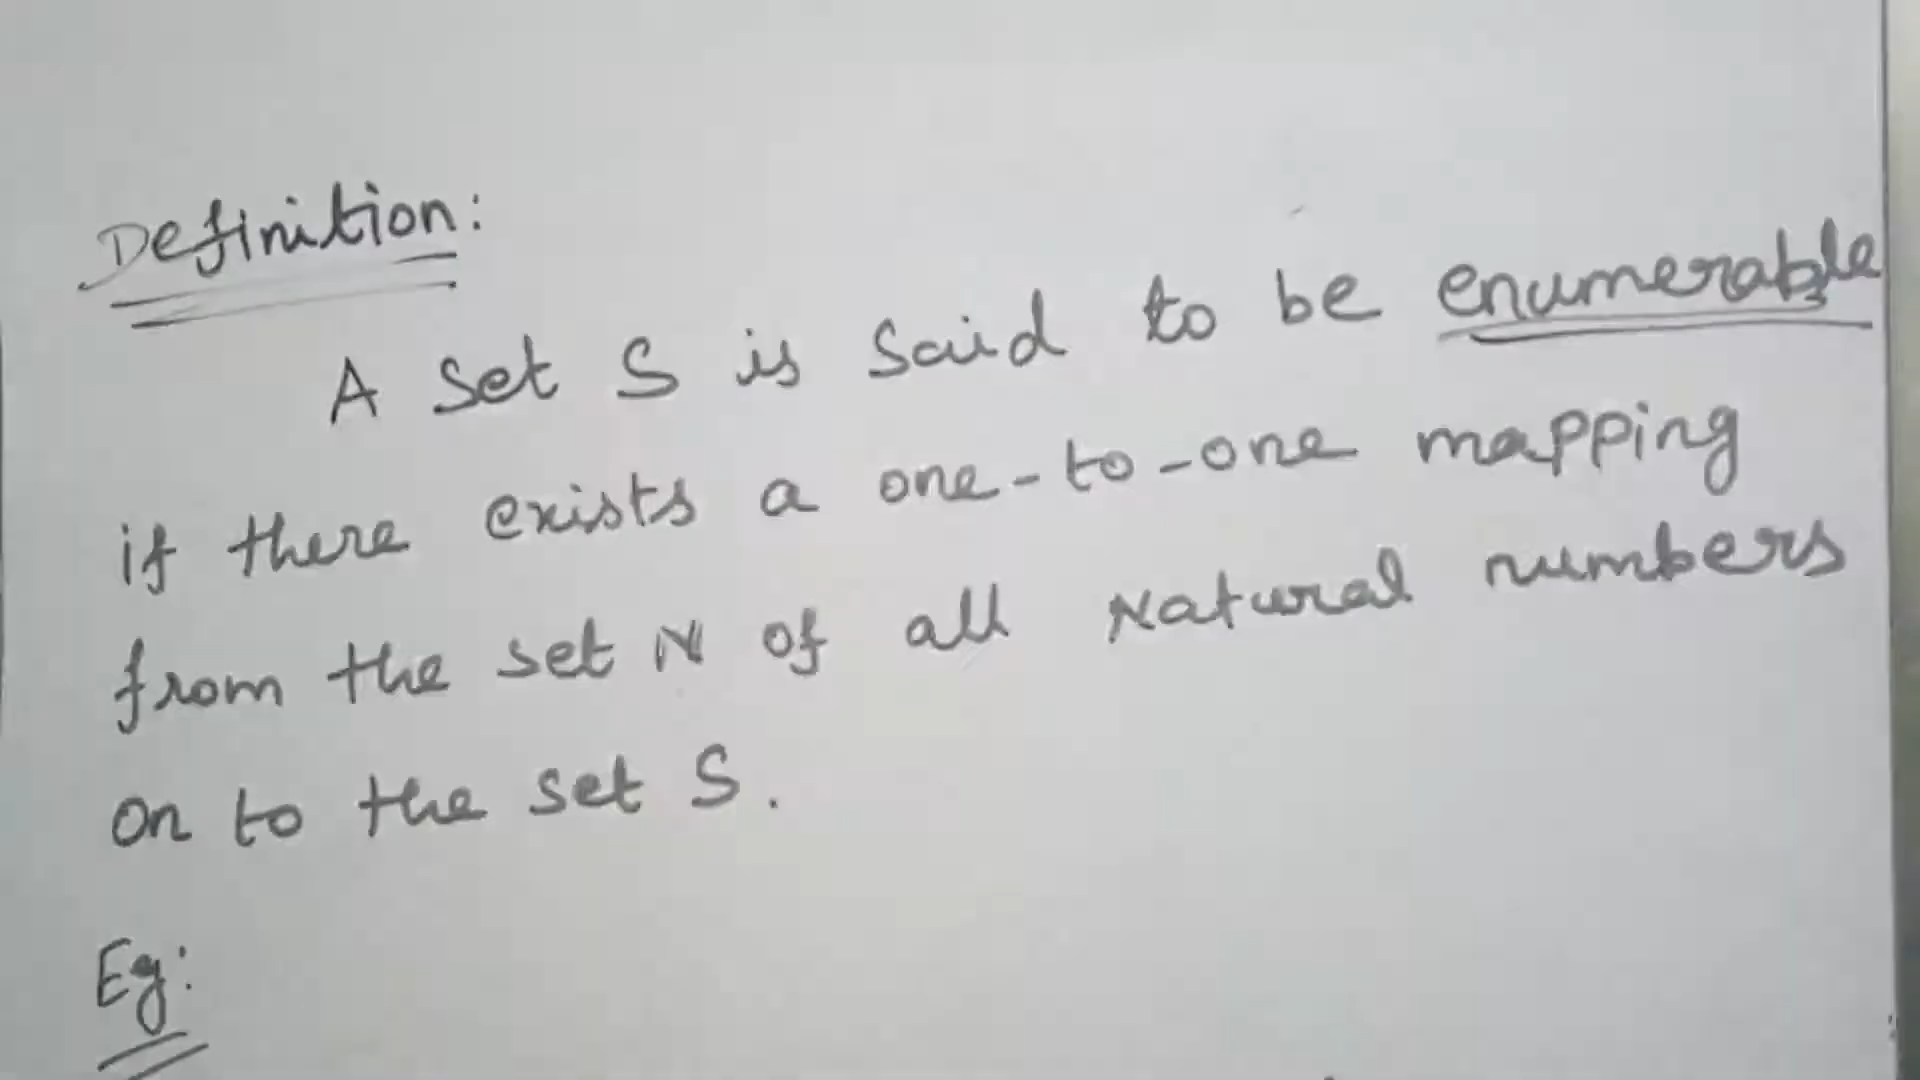 Definition:
A set S is said to be enumerable
if there exists a one-to-one mapping
from the set N of all Natural numbers
on to the set S.
Eg: